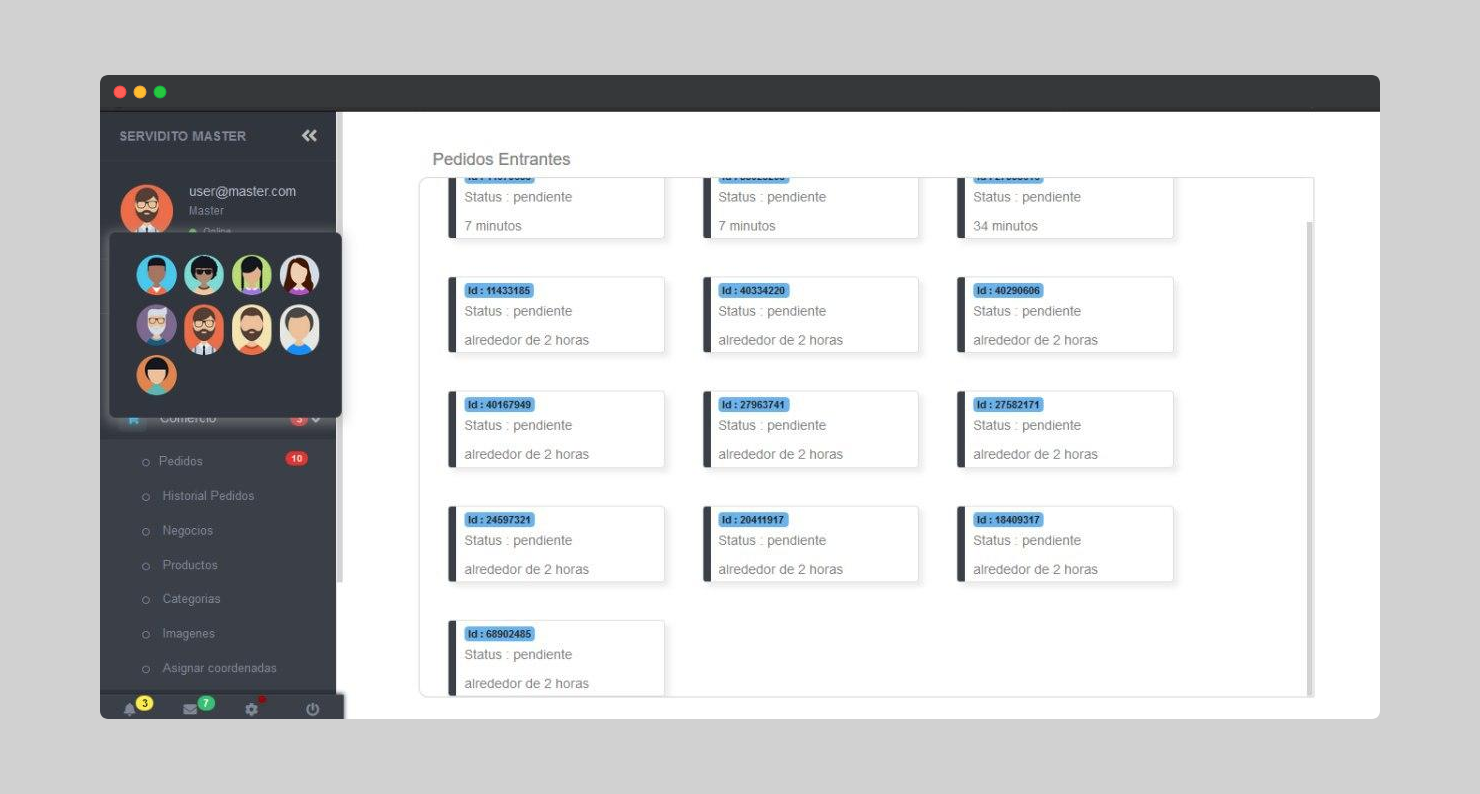 SERVIDITO MASTER
user@master.com
Master
Online
Comercio
3
Pedidos
10
Historial Pedidos
Negocios
Productos
Categorias
Imagenes
Asignar coordenadas
3
7
Pedidos Entrantes
Status : pendiente
7 minutos
Status : pendiente
7 minutos
Status : pendiente
34 minutos
Id : 11433185
Status : pendiente
alrededor de 2 horas
Id : 40334220
Status : pendiente
alrededor de 2 horas
Id : 40290606
Status : pendiente
alrededor de 2 horas
Id : 40167949
Status : pendiente
alrededor de 2 horas
Id : 27963741
Status : pendiente
alrededor de 2 horas
Id : 27582171
Status : pendiente
alrededor de 2 horas
Id : 24597321
Status : pendiente
alrededor de 2 horas
Id : 20411917
Status : pendiente
alrededor de 2 horas
Id : 18409317
Status : pendiente
alrededor de 2 horas
Id : 68902485
Status : pendiente
alrededor de 2 horas